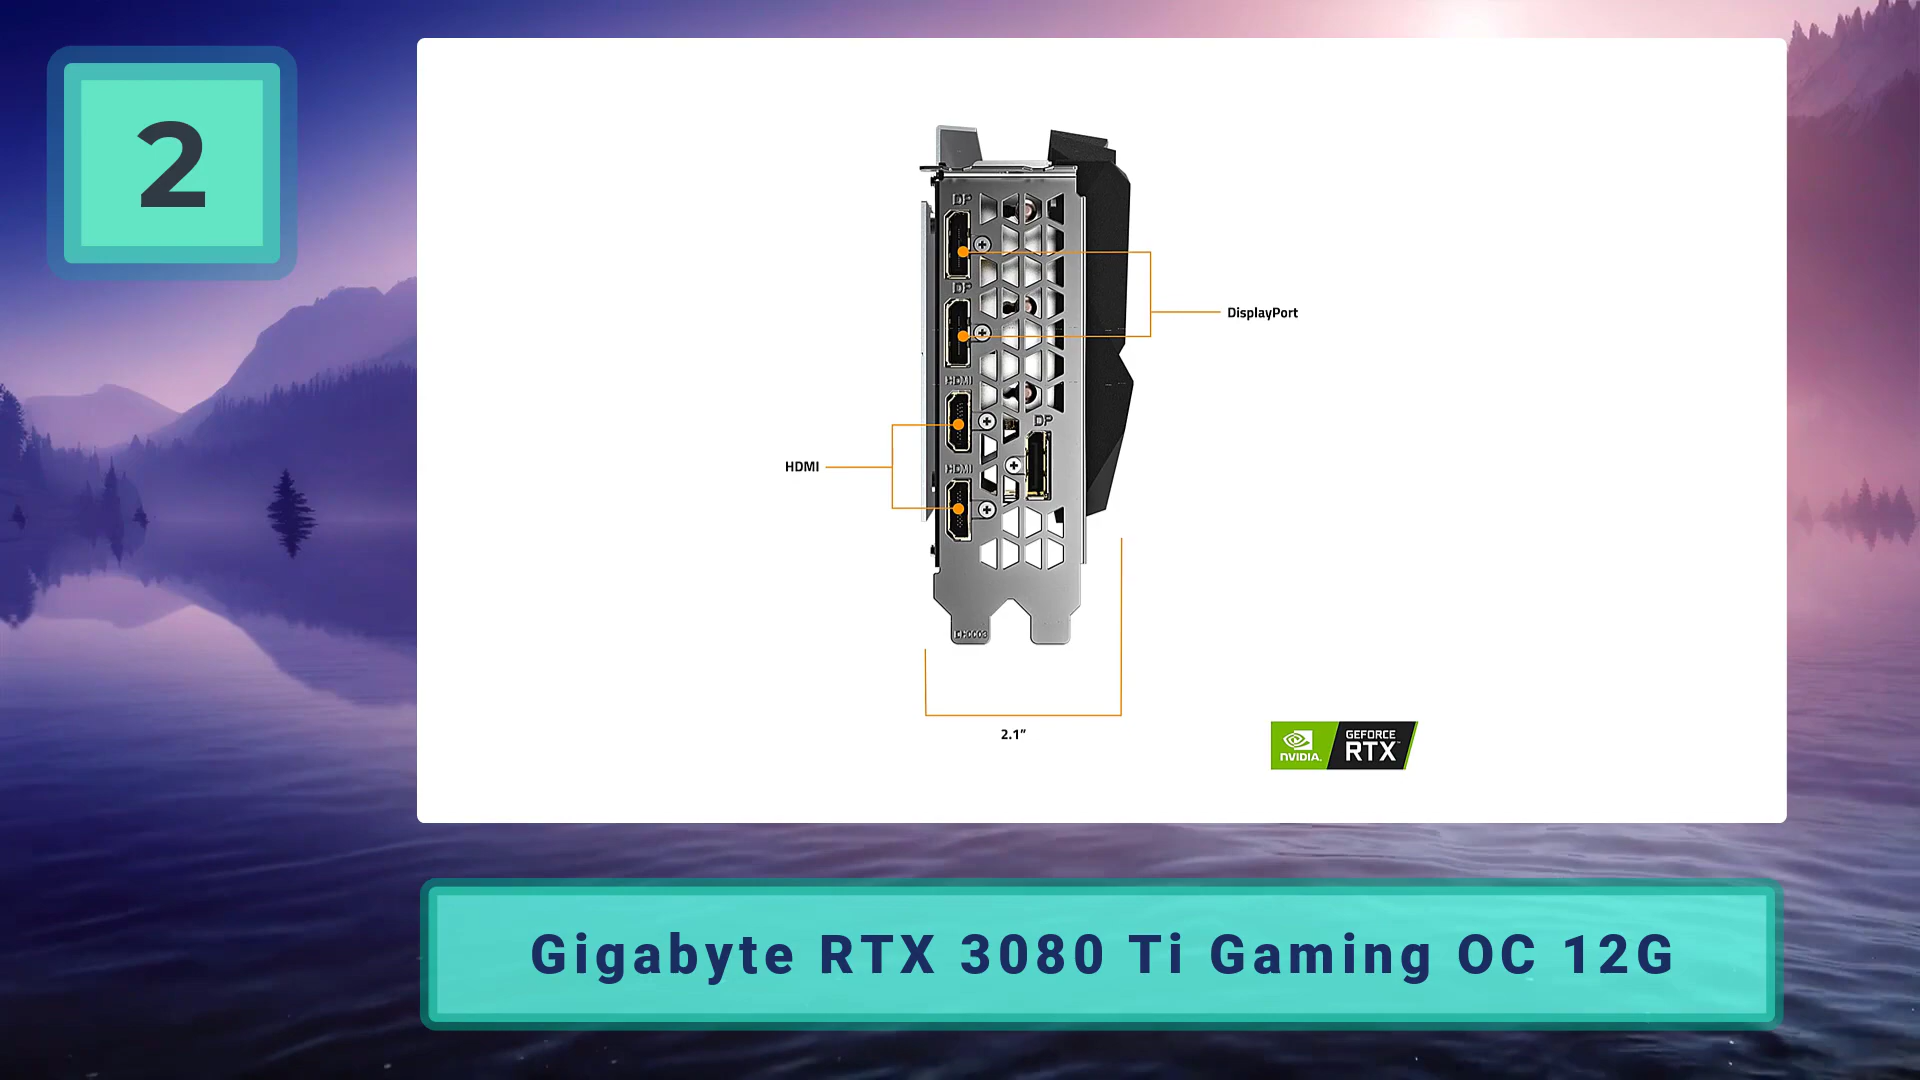 2
DP
DP
DisplayPort
HDMI
DP
HDMI
HDMI
2.1”
NVIDIA.
GEFORCE
RTX
Gigabyte RTX 3080 Ti Gaming OC 12G